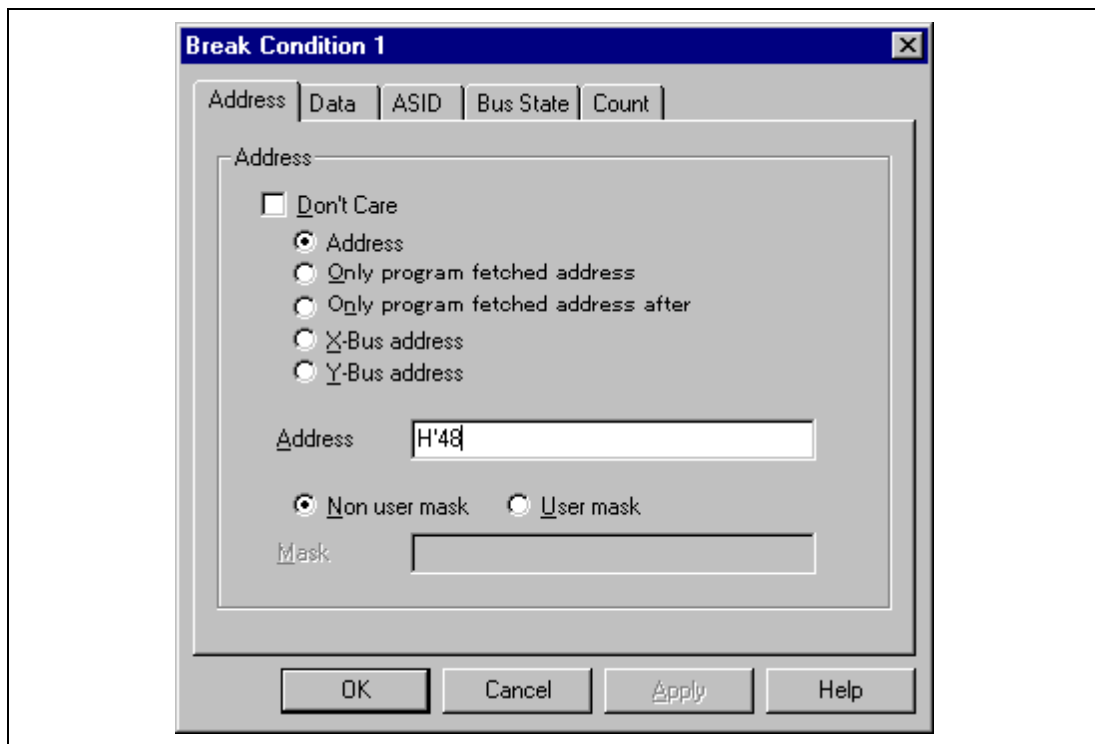 Break Condition 1
Address Data ASID Bus State Count
Address
Don't Care
Address
Only program fetched address
Only program fetched address after
X-Bus address
Y-Bus address
Address H'48
Non user mask User mask
Mask
OK Cancel Apply Help